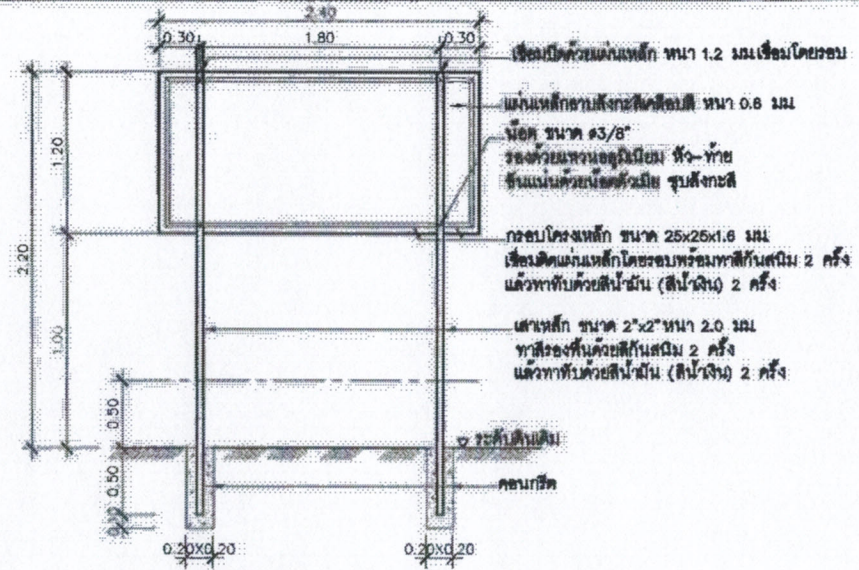 2.40
0.30 1.80 0.30
เชื่อมปิดด้วยแผ่นเหล็ก หนา 1.2 มม.เชื่อมโดยรอบ
แผ่นเหล็กอาบสังกะสีเคลือบสี หนา 0.6 มม.
น๊อต ขนาด ø3/8"
รองด้วยแหวนอลูมิเนียม หัว-ท้าย
ขันแน่นด้วยน๊อตตัวเมีย ชุบสังกะสี
1.20
2.20
กรอบโครงเหล็ก ขนาด 25x25x1.6 มม.
เชื่อมติดแผ่นเหล็กโดยรอบพร้อมทาสีกันสนิม 2 ครั้ง
แล้วทาทับด้วยสีน้ำมัน (สีน้ำเงิน) 2 ครั้ง
1.00
เสาเหล็ก ขนาด 2"x2" หนา 2.0 มม.
ทาสีรองพื้นด้วยสีกันสนิม 2 ครั้ง
แล้วทาทับด้วยสีน้ำมัน (สีน้ำเงิน) 2 ครั้ง
0.50
ระดับดินเดิม
0.50
คอนกรีต
0.20X0.20 0.20X0.20